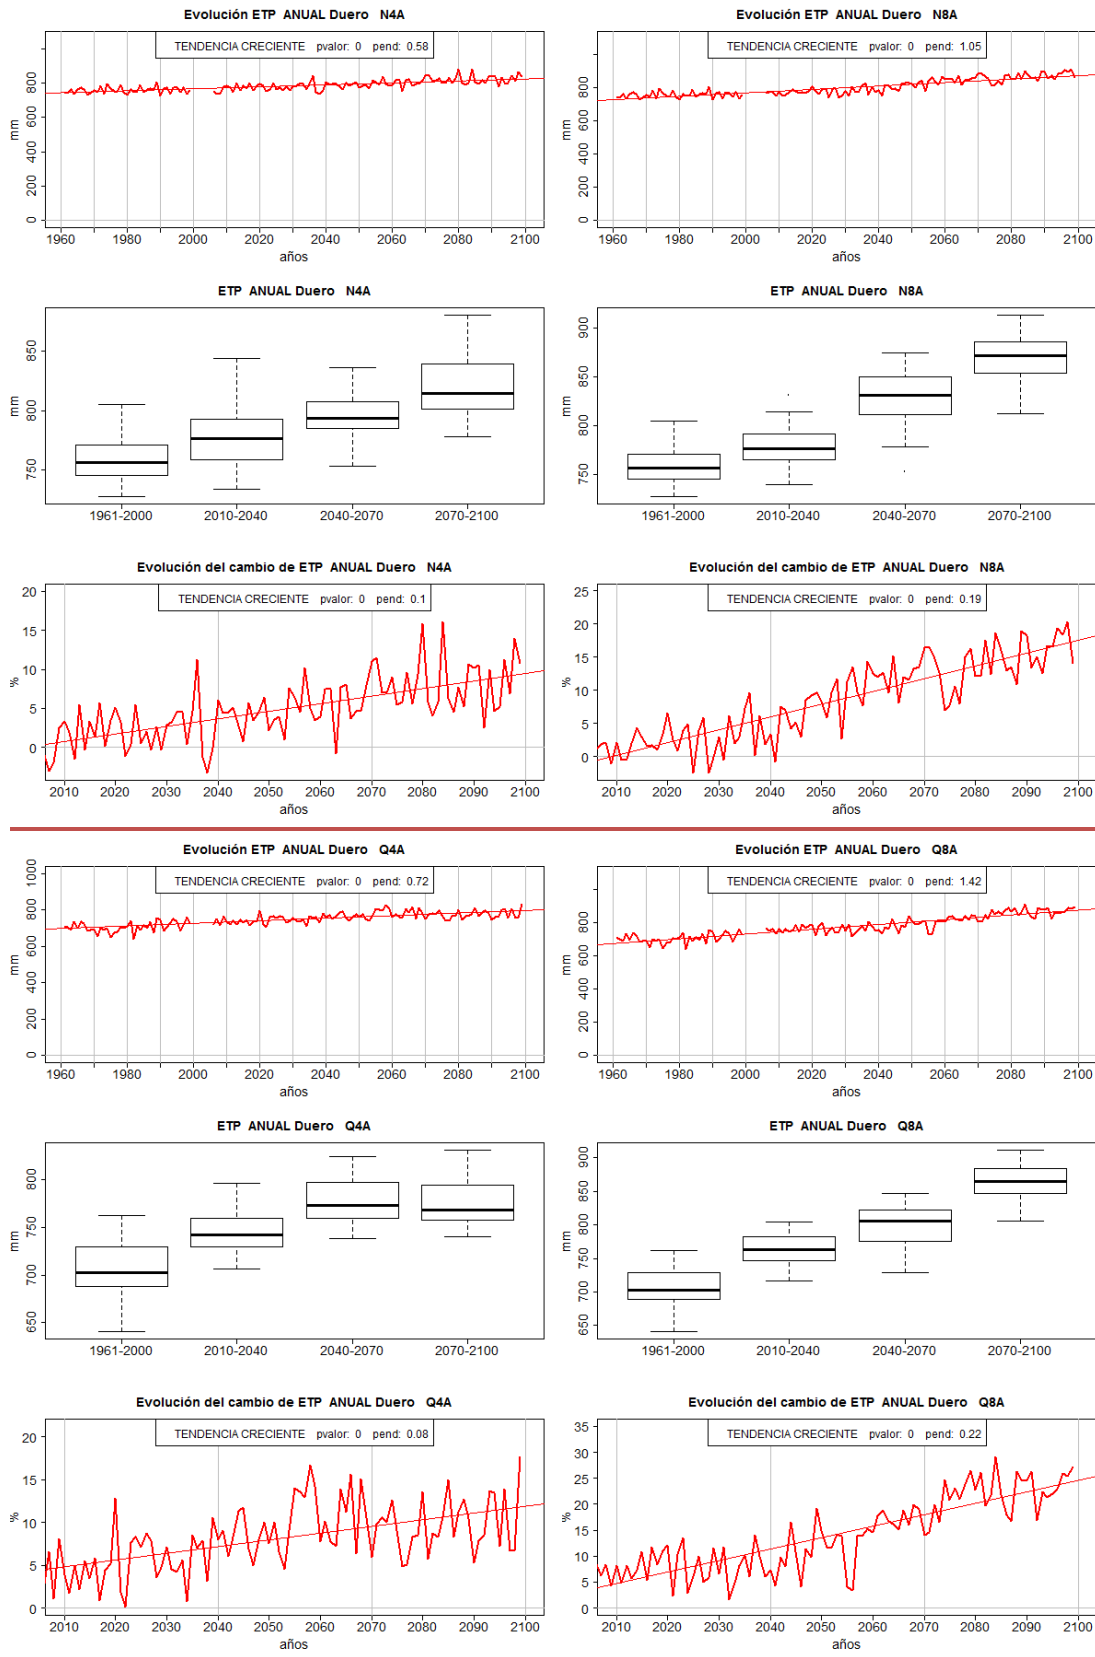 Evolución ETP ANUAL Duero N4A
TENDENCIA CRECIENTE pvalor: 0 pend: 0.58
mm
0 200 400 600 800
1960 1980 2000 2020 2040 2060 2080 2100
años
Evolución ETP ANUAL Duero N8A
TENDENCIA CRECIENTE pvalor: 0 pend: 1.05
mm
0 200 400 600 800
1960 1980 2000 2020 2040 2060 2080 2100
años
ETP ANUAL Duero N4A
mm
750 800 850
1961-2000 2010-2040 2040-2070 2070-2100
ETP ANUAL Duero N8A
mm
750 800 850 900
1961-2000 2010-2040 2040-2070 2070-2100
Evolución del cambio de ETP ANUAL Duero N4A
TENDENCIA CRECIENTE pvalor: 0 pend: 0.1
%
20
15
10
5
0
2010 2020 2030 2040 2050 2060 2070 2080 2090 2100
años
Evolución del cambio de ETP ANUAL Duero N8A
TENDENCIA CRECIENTE pvalor: 0 pend: 0.19
%
25
20
15
10
5
0
2010 2020 2030 2040 2050 2060 2070 2080 2090 2100
años
Evolución ETP ANUAL Duero Q4A
TENDENCIA CRECIENTE pvalor: 0 pend: 0.72
mm
0 200 400 600 800 1000
1960 1980 2000 2020 2040 2060 2080 2100
años
Evolución ETP ANUAL Duero Q8A
TENDENCIA CRECIENTE pvalor: 0 pend: 1.42
mm
0 200 400 600 800
1960 1980 2000 2020 2040 2060 2080 2100
años
ETP ANUAL Duero Q4A
mm
650 700 750 800
1961-2000 2010-2040 2040-2070 2070-2100
ETP ANUAL Duero Q8A
mm
650 700 750 800 850 900
1961-2000 2010-2040 2040-2070 2070-2100
Evolución del cambio de ETP ANUAL Duero Q4A
TENDENCIA CRECIENTE pvalor: 0 pend: 0.08
%
20
15
10
5
0
2010 2020 2030 2040 2050 2060 2070 2080 2090 2100
años
Evolución del cambio de ETP ANUAL Duero Q8A
TENDENCIA CRECIENTE pvalor: 0 pend: 0.22
%
35
30
25
20
15
10
5
0
2010 2020 2030 2040 2050 2060 2070 2080 2090 2100
años